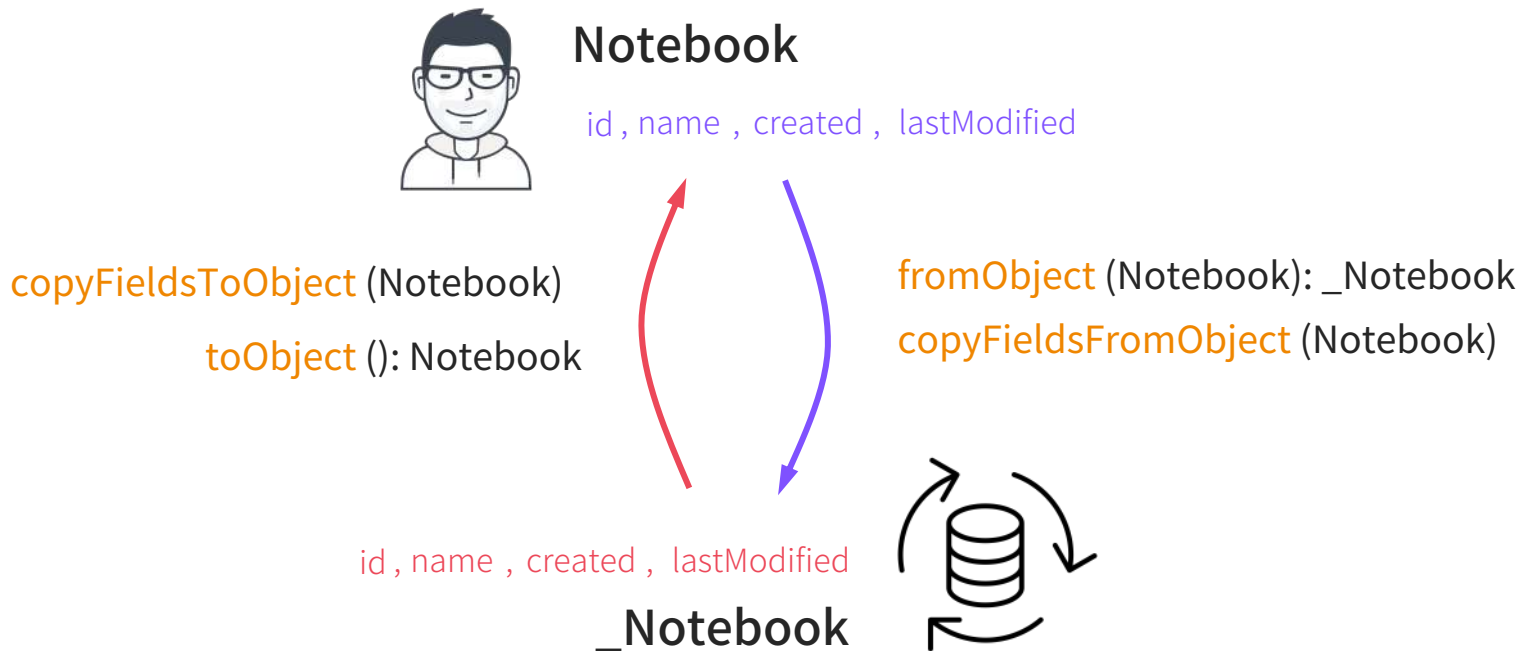 Notebook
id , name , created , lastModified
copyFieldsToObject (Notebook)
toObject (): Notebook
fromObject (Notebook): _Notebook
copyFieldsFromObject (Notebook)
id , name , created , lastModified
_Notebook